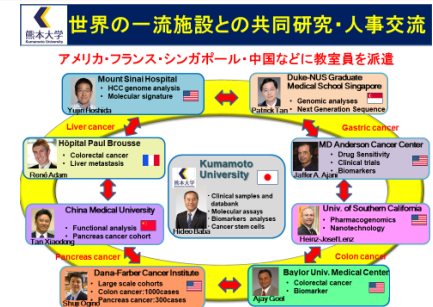 熊本大学
Kumamoto University
世界の一流施設との共同研究・人事交流
アメリカ・フランス・シンガポール・中国などに教室員を派遣
Mount Sinai Hospital
• HCC genome analysis
• Molecular signature
Yujin Hoshida
Duke-NUS Graduate
Medical School Singapore
• Genomic analyses
• Next Generation Sequence
Patrick Tan
Liver cancer
Gastric cancer
Hôpital Paul Brousse
• Colorectal cancer
• Liver metastasis
René Adam
Kumamoto
University
熊本大学
• Clinical samples and
databank
• Molecular assays
• Biomarkers analyses
• Cancer stem cells
Hideo Baba
MD Anderson Cancer Center
• Drug Sensitivity
• Clinical trials
• Biomarkers
Jaffer A. Ajani
China Medical University
• Functional analysis
• Pancreas cancer cohort
Tan Xiaodong
Univ. of Southern California
• Pharmacogenomics
• Nanotechnology
Heinz-Josef Lenz
Pancreas cancer
Colon cancer
Dana-Farber Cancer Institute
• Large scale cohorts
• Colon cancer:1000cases
• Pancreas cancer:300cases
Shuji Ogino
Baylor Univ. Medical Center
• Colorectal cancer
• Biomarker
Ajay Goel